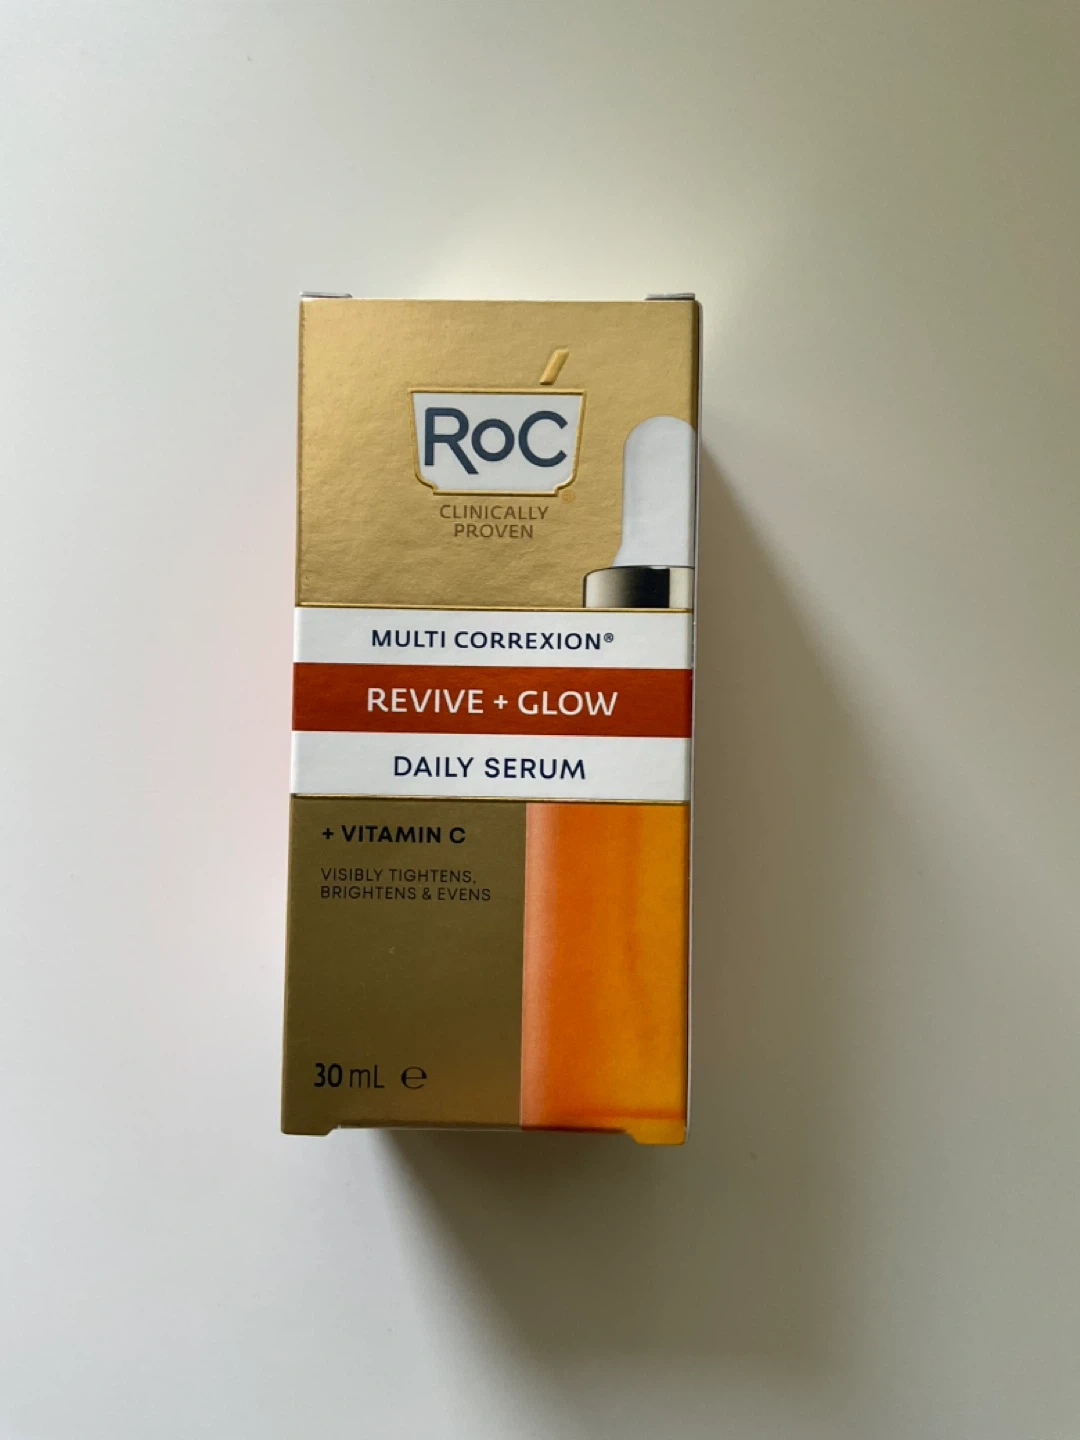 RoC®
CLINICALLY
PROVEN
MULTI CORREXION®
REVIVE + GLOW
DAILY SERUM
+ VITAMIN C
VISIBLY TIGHTENS,
BRIGHTENS & EVENS
30 mL ℮